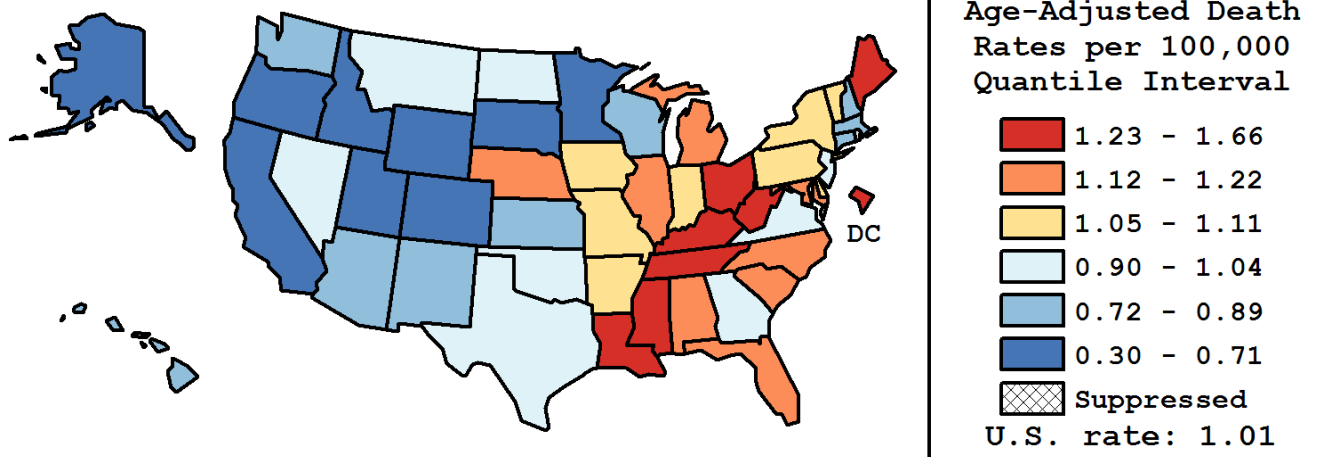 Age-Adjusted Death
Rates per 100,000
Quantile Interval
1.23 - 1.66
1.12 - 1.22
1.05 - 1.11
0.90 - 1.04
0.72 - 0.89
0.30 - 0.71
Suppressed
U.S. rate: 1.01
DC